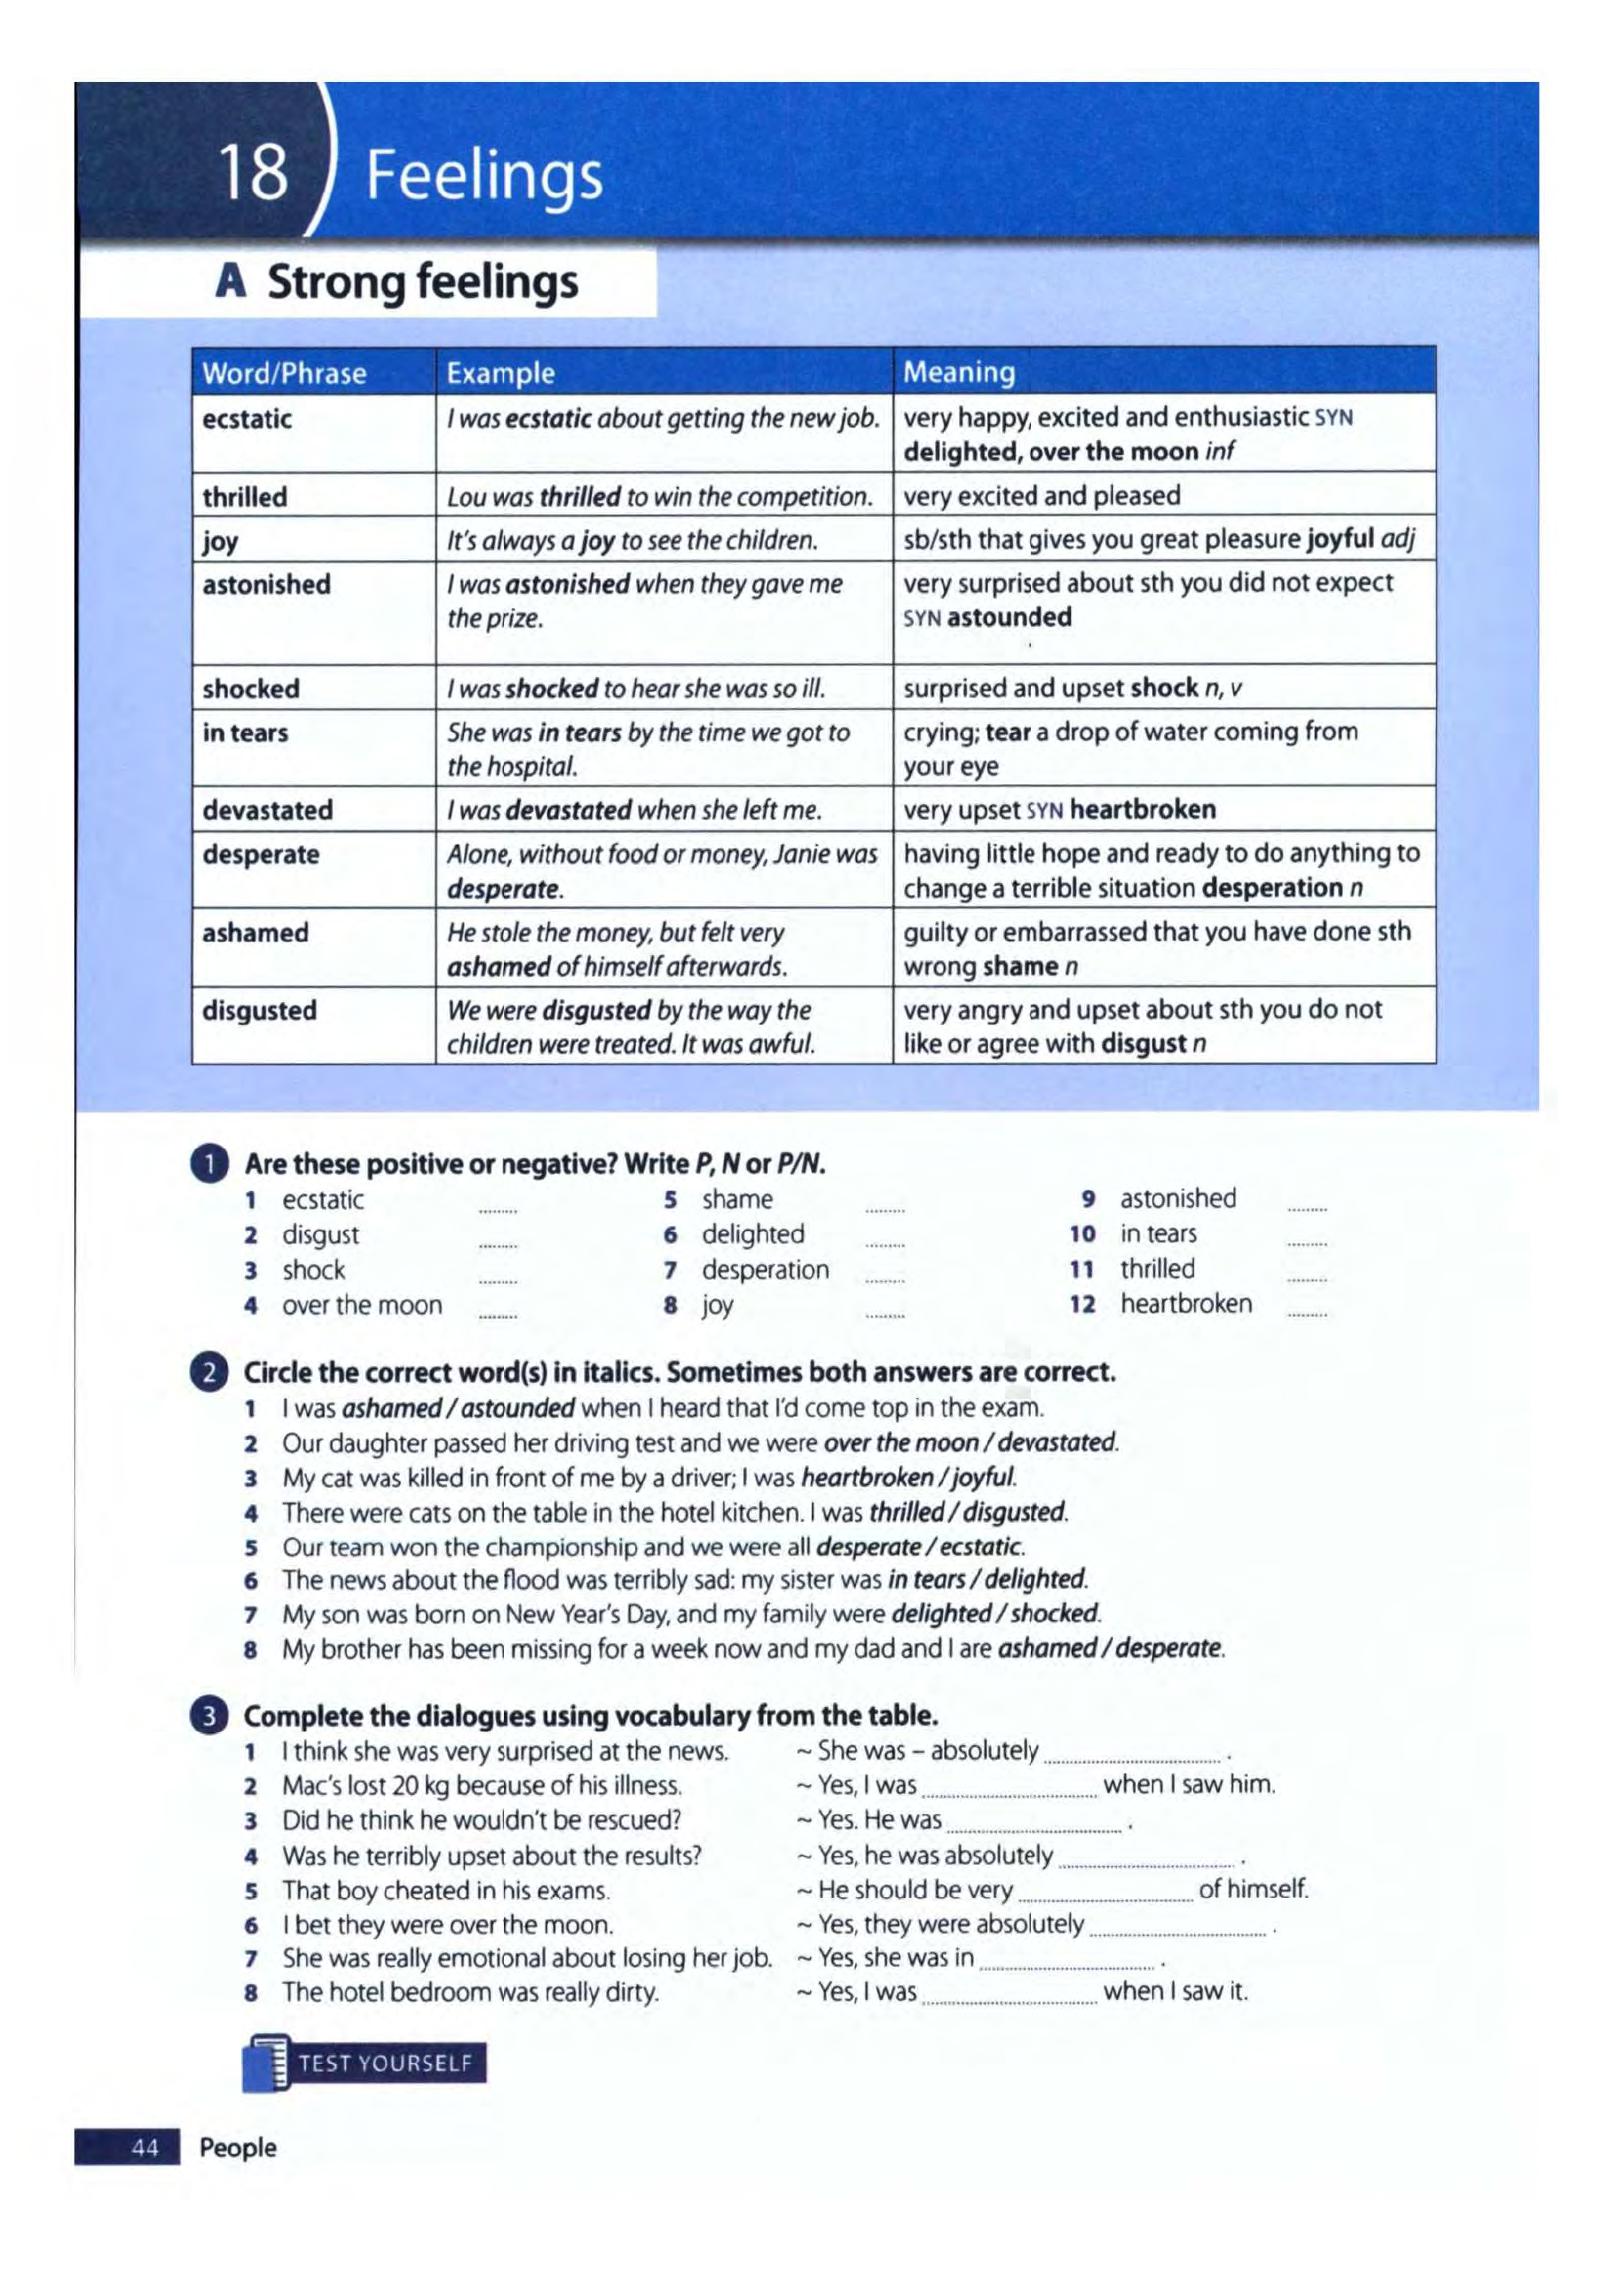 18 Feelings
A Strong feelings
Word/Phrase Example Meaning
ecstatic I was ecstatic about getting the new job. very happy, excited and enthusiastic SYN
delighted, over the moon inf
thrilled Lou was thrilled to win the competition. very excited and pleased
joy It's always a joy to see the children. sb/sth that gives you great pleasure joyful adj
astonished I was astonished when they gave me very surprised about sth you did not expect
the prize. SYN astounded
shocked I was shocked to hear she was so ill. surprised and upset shock n, v
in tears She was in tears by the time we got to crying; tear a drop of water coming from
the hospital. your eye
devastated I was devastated when she left me. very upset SYN heartbroken
desperate Alone, without food or money, Janie was having little hope and ready to do anything to
desperate. change a terrible situation desperation n
ashamed He stole the money, but felt very guilty or embarrassed that you have done sth
ashamed of himself afterwards. wrong shame n
disgusted We were disgusted by the way the very angry and upset about sth you do not
children were treated. It was awful. like or agree with disgust n
1 Are these positive or negative? Write P, N or P/N.
1 ecstatic ......... 5 shame ......... 9 astonished .........
2 disgust ......... 6 delighted ......... 10 in tears .........
3 shock ......... 7 desperation ......... 11 thrilled .........
4 over the moon ......... 8 joy ......... 12 heartbroken .........
2 Circle the correct word(s) in italics. Sometimes both answers are correct.
1 I was ashamed / astounded when I heard that I'd come top in the exam.
2 Our daughter passed her driving test and we were over the moon / devastated.
3 My cat was killed in front of me by a driver; I was heartbroken / joyful.
4 There were cats on the table in the hotel kitchen. I was thrilled / disgusted.
5 Our team won the championship and we were all desperate / ecstatic.
6 The news about the flood was terribly sad: my sister was in tears / delighted.
7 My son was born on New Year's Day, and my family were delighted / shocked.
8 My brother has been missing for a week now and my dad and I are ashamed / desperate.
3 Complete the dialogues using vocabulary from the table.
1 I think she was very surprised at the news. ~ She was – absolutely .............................. .
2 Mac's lost 20 kg because of his illness. ~ Yes, I was .............................. when I saw him.
3 Did he think he wouldn't be rescued? ~ Yes. He was .............................. .
4 Was he terribly upset about the results? ~ Yes, he was absolutely .............................. .
5 That boy cheated in his exams. ~ He should be very .............................. of himself.
6 I bet they were over the moon. ~ Yes, they were absolutely .............................. .
7 She was really emotional about losing her job. ~ Yes, she was in .............................. .
8 The hotel bedroom was really dirty. ~ Yes, I was .............................. when I saw it.
TEST YOURSELF
44 People